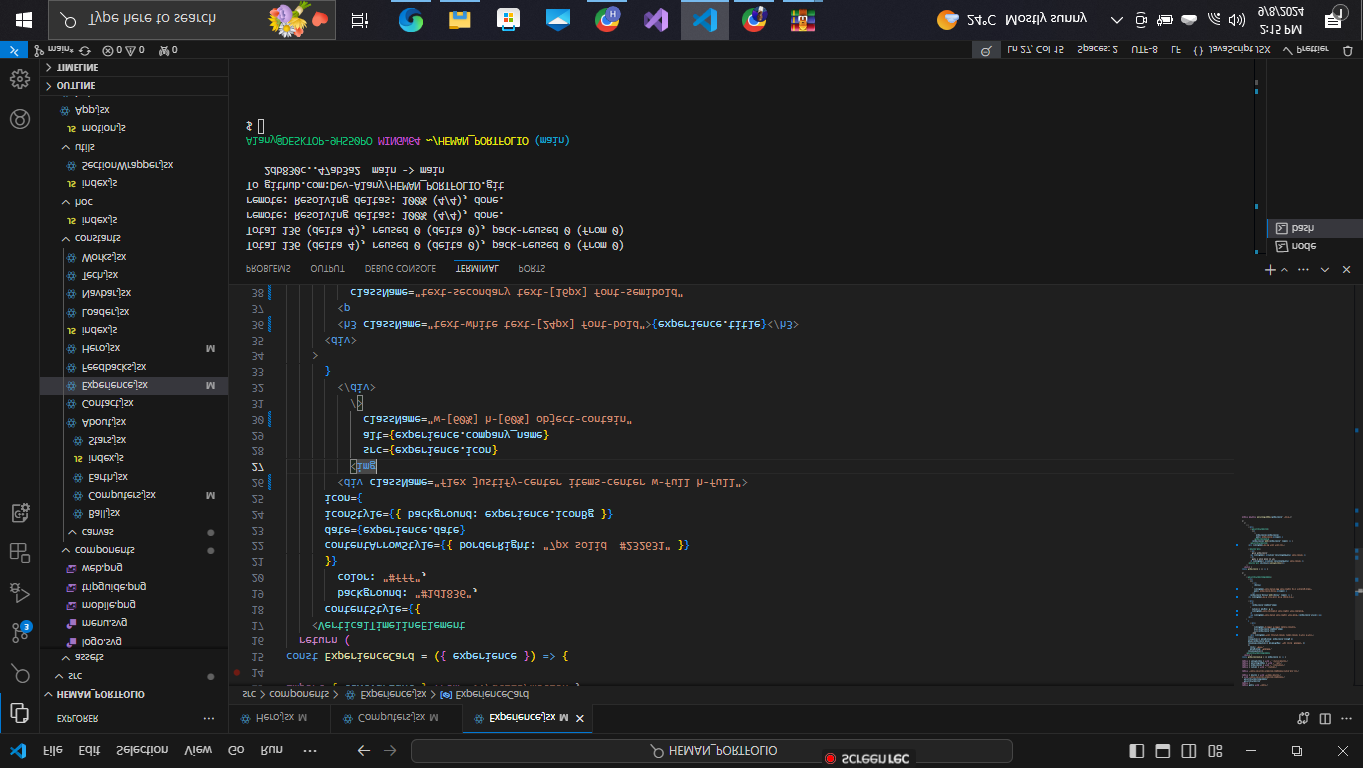 File Edit Selection View Go Run ···
HEMAN_PORTFOLIO
screenrec
EXPLORER
HEMAN_PORTFOLIO
src
assets
logo.svg
menu.svg
mobile.png
tripguide.png
web.png
components
canvas
Ball.jsx
Computers.jsx M
Earth.jsx
index.js
Stars.jsx
About.jsx
Contact.jsx
Experience.jsx M
Feedbacks.jsx
Hero.jsx M
index.js
Loader.jsx
Navbar.jsx
Tech.jsx
Works.jsx
constants
index.js
hoc
index.js
SectionWrapper.jsx
utils
motion.js
App.jsx
OUTLINE
TIMELINE
3
Hero.jsx M
Computers.jsx M
Experience.jsx M
src > components > Experience.jsx > ExperienceCard
14
15 const ExperienceCard = ({ experience }) => {
16 return (
17 <VerticalTimelineElement
18 contentStyle={{
19 background: "#1d1836",
20 color: "#fff",
21 }}
22 contentArrowStyle={{ borderRight: "7px solid  #232631" }}
23 date={experience.date}
24 iconStyle={{ background: experience.iconBg }}
25 icon={
26 <div className="flex justify-center items-center w-full h-full">
27 <img
28 src={experience.icon}
29 alt={experience.company_name}
30 className="w-[60%] h-[60%] object-contain"
31 />
32 </div>
33 }
34 >
35 <div>
36 <h3 className="text-white text-[24px] font-bold">{experience.title}</h3>
37 <p
38 className="text-secondary text-[16px] font-semibold"
PROBLEMS OUTPUT DEBUG CONSOLE TERMINAL PORTS
Total 136 (delta 4), reused 0 (delta 0), pack-reused 0 (from 0)
Total 136 (delta 4), reused 0 (delta 0), pack-reused 0 (from 0)
remote: Resolving deltas: 100% (4/4), done.
remote: Resolving deltas: 100% (4/4), done.
To github.com:Dev-Alany/HEMAN_PORTFOLIO.git
2db830c..47ab3a2  main -> main
Alany@DESKTOP-9HS50PO MINGW64 ~/HEMAN_PORTFOLIO (main)
$
node
bash
main* 0 0 0
Ln 27, Col 15 Spaces: 2 UTF-8 LF {} JavaScript JSX Prettier
Type here to search
24°C Mostly sunny
2:15 PM
9/8/2024
1